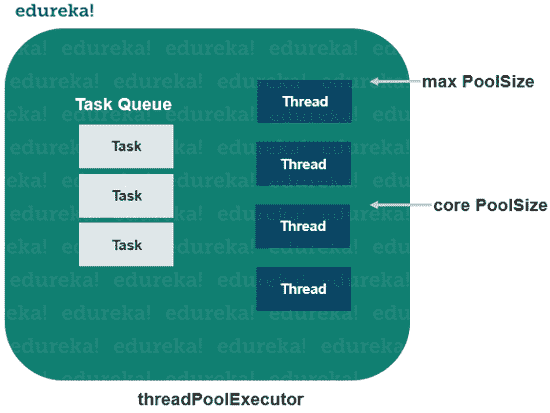 edureka!
max PoolSize
Task Queue
Thread
Task
Thread
Task
core PoolSize
Thread
Task
Thread
threadPoolExecutor